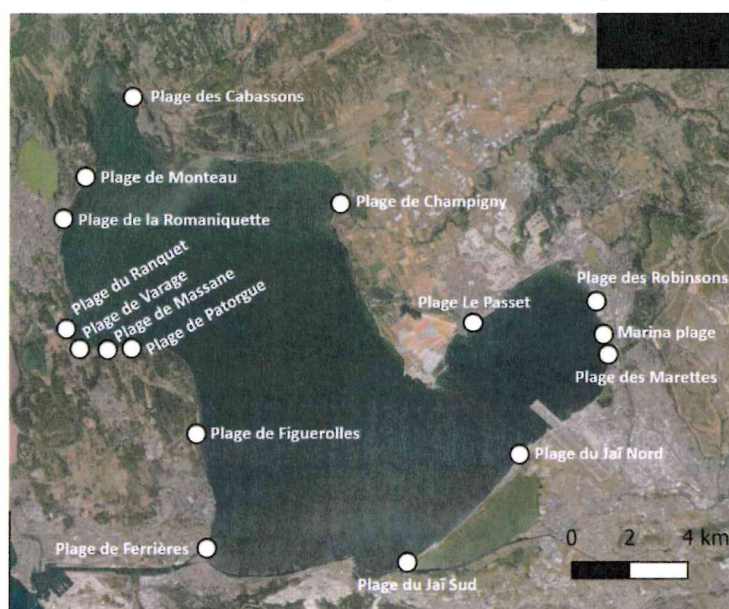 Plage des Cabassons
Plage de Monteau
Plage de Champigny
Plage de la Romaniquette
Plage du Ranquet
Plage de Varage
Plage de Massane
Plage de Patorgue
Plage des Robinsons
Plage Le Passet
Marina plage
Plage des Marettes
Plage de Figuerolles
Plage du Jaï Nord
Plage de Ferrières
Plage du Jaï Sud
0 2 4 km